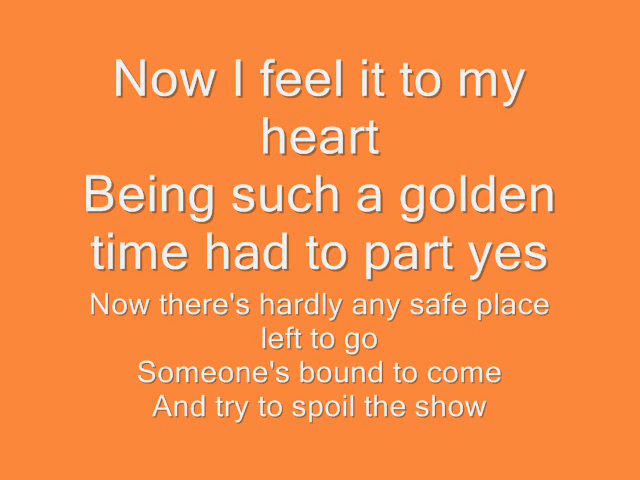 Now I feel it to my
heart
Being such a golden
time had to part yes
Now there's hardly any safe place
left to go
Someone's bound to come
And try to spoil the show